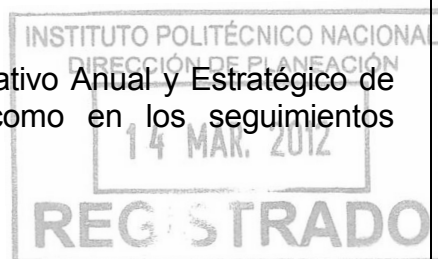 INSTITUTO POLITÉCNICO NACIONAL
DIRECCIÓN DE PLANEACIÓN
ativo Anual y Estratégico de
como en los seguimientos
14 MAR. 2012
REGISTRADO